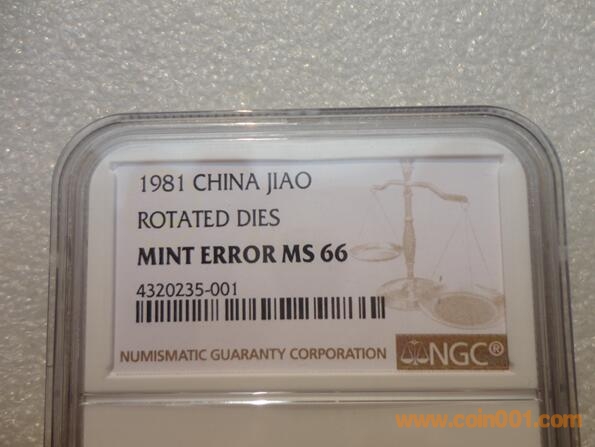 1981 CHINA JIAO
ROTATED DIES
MINT ERROR MS 66
4320235-001
NUMISMATIC GUARANTY CORPORATION NGC®
www.coin001.com